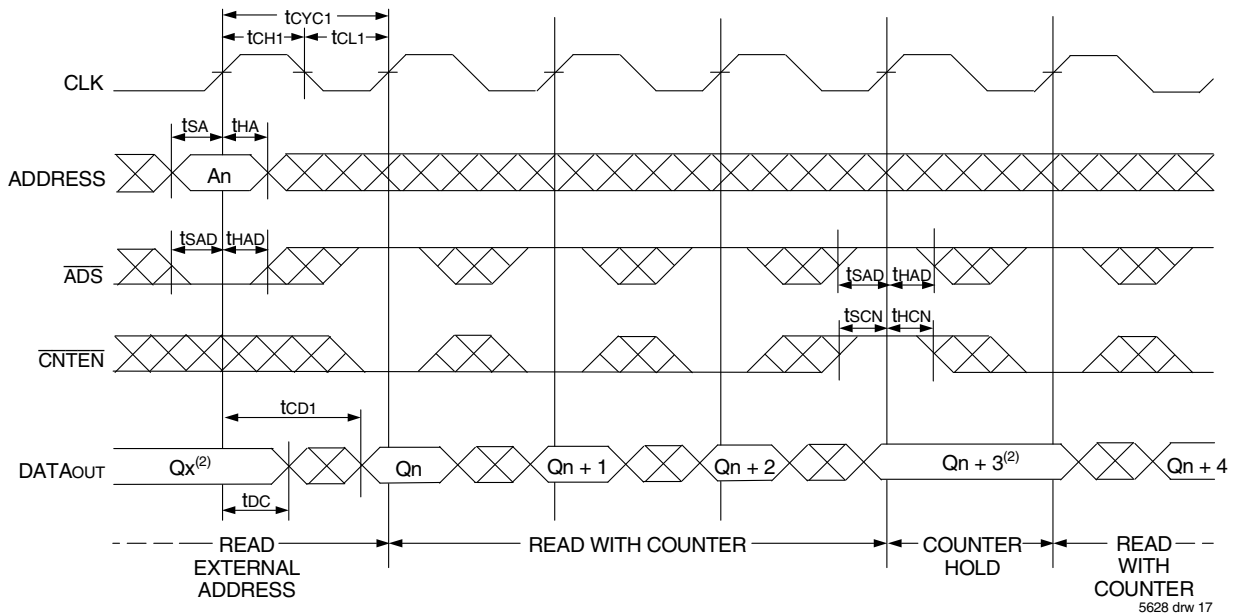 tCYC1
tCH1 tCL1
CLK
tSA tHA
ADDRESS An
tSAD tHAD
ADS
tSAD tHAD
tSCN tHCN
CNTEN
tCD1
DATAOUT Qx(2) Qn Qn + 1 Qn + 2 Qn + 3(2) Qn + 4
tDC
READ EXTERNAL ADDRESS
READ WITH COUNTER
COUNTER HOLD
READ WITH COUNTER
5628 drw 17